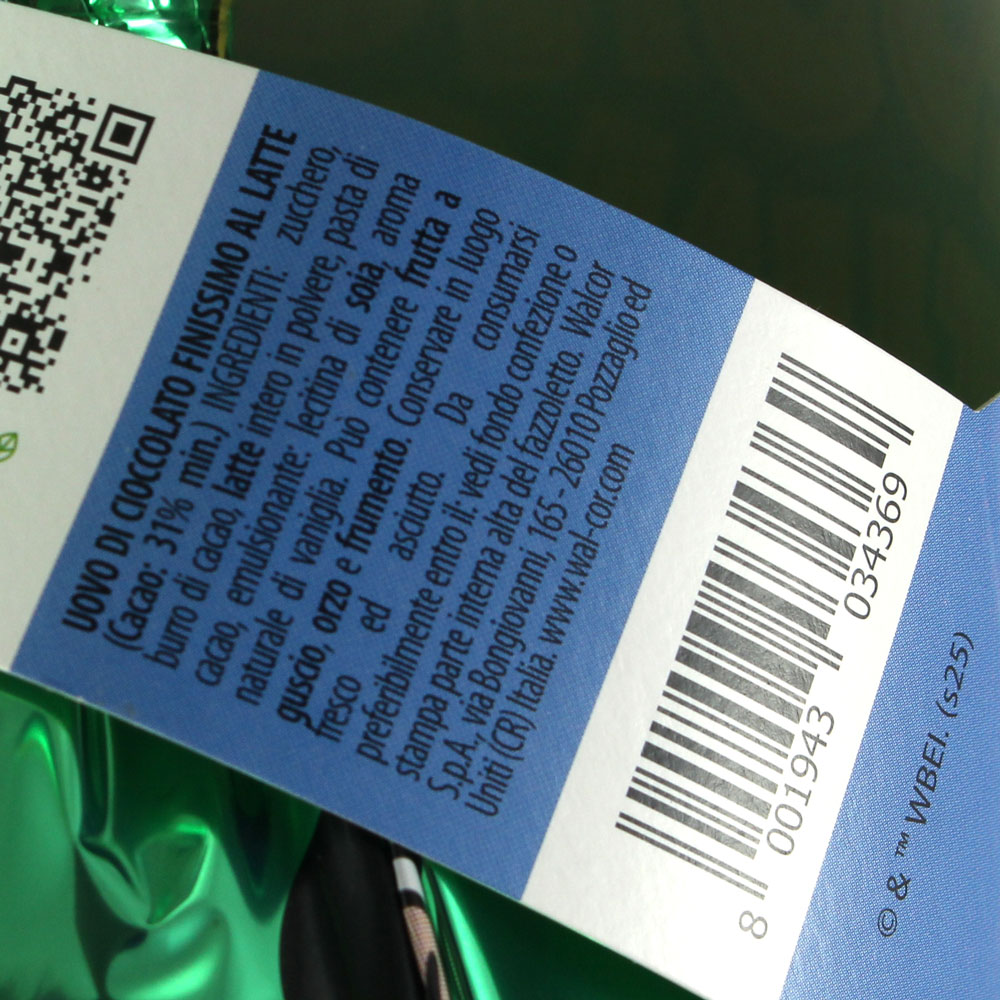 UOVO DI CIOCCOLATO FINISSIMO AL LATTE
(Cacao: 31% min.) INGREDIENTI: zucchero,
burro di cacao, latte intero in polvere, pasta di
cacao, emulsionante: lecitina di soia, aroma
naturale di vaniglia. Può contenere frutta a
guscio, orzo e frumento. Conservare in luogo
fresco ed asciutto. Da consumarsi
preferibilmente entro il: vedi fondo confezione o
stampa parte interna alta del fazzoletto. Walcor
S.p.A., via Bongiovanni, 165 - 26010 Pozzaglio ed
Uniti (CR) Italia. www.wal-cor.com
8 001943 034369
© & ™ WBEI. (s25)